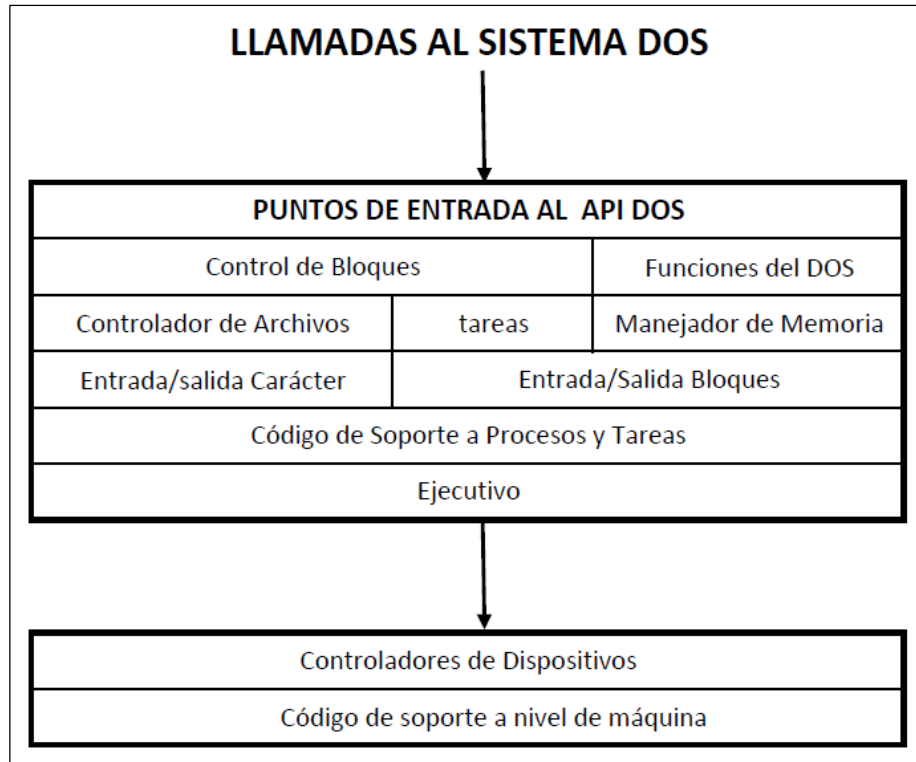 LLAMADAS AL SISTEMA DOS
PUNTOS DE ENTRADA AL API DOS
Control de Bloques
Funciones del DOS
Controlador de Archivos
tareas
Manejador de Memoria
Entrada/salida Carácter
Entrada/Salida Bloques
Código de Soporte a Procesos y Tareas
Ejecutivo
Controladores de Dispositivos
Código de soporte a nivel de máquina